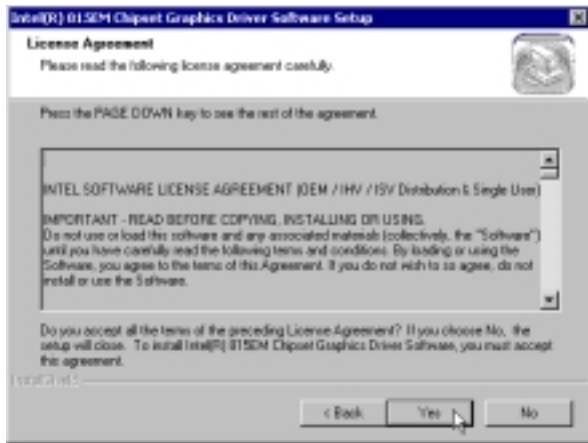 Intel(R) 815EM Chipset Graphics Driver Software Setup
License Agreement
Please read the following license agreement carefully.
Press the PAGE DOWN key to see the rest of the agreement.
INTEL SOFTWARE LICENSE AGREEMENT (OEM / IHV / ISV Distribution & Single User)
IMPORTANT - READ BEFORE COPYING, INSTALLING OR USING.
Do not use or load this software and any associated materials (collectively, the "Software")
until you have carefully read the following terms and conditions. By loading or using the
Software, you agree to the terms of this Agreement. If you do not wish to so agree, do not
install or use the Software.
Do you accept all the terms of the preceding License Agreement? If you choose No, the
setup will close. To install Intel(R) 815EM Chipset Graphics Driver Software, you must accept
this agreement.
InstallShield
< Back
Yes
No